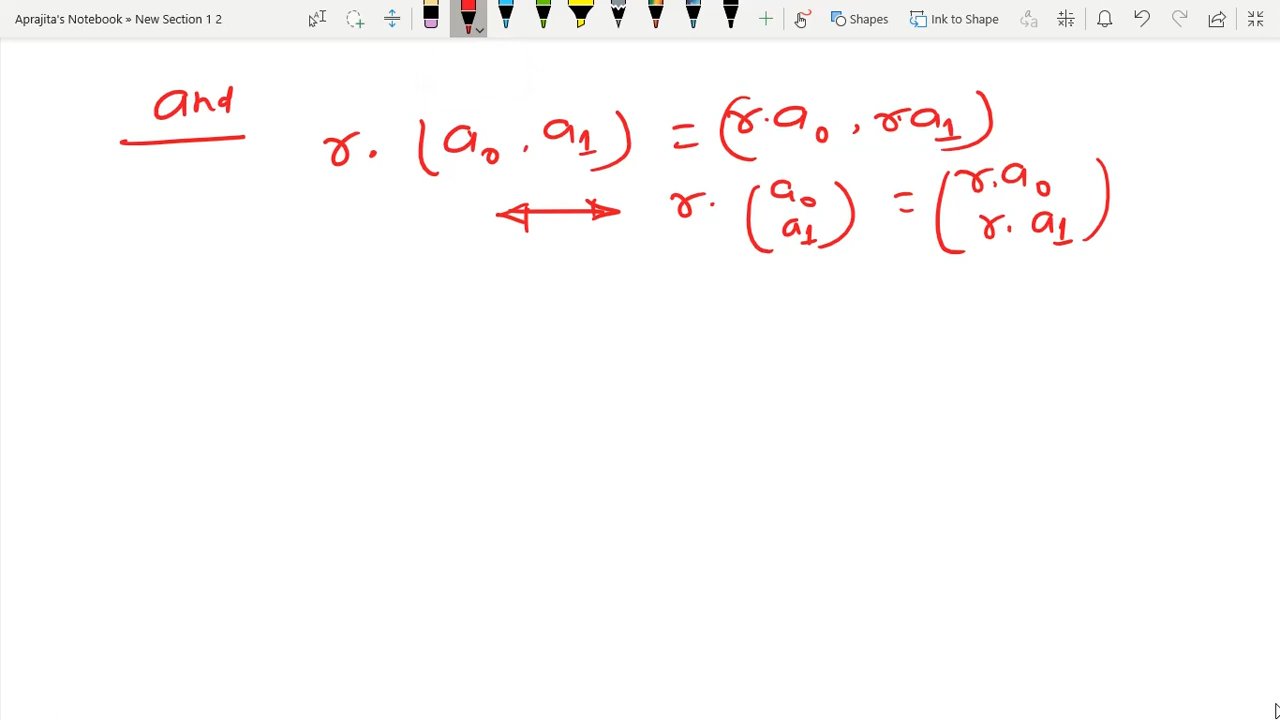 Aprajita's Notebook » New Section 1 2
Shapes
Ink to Shape
and
r. (a₀, a₁) = (r.a₀, r.a₁)
↔ r. (a₀ a₁) = (r.a₀ r.a₁)